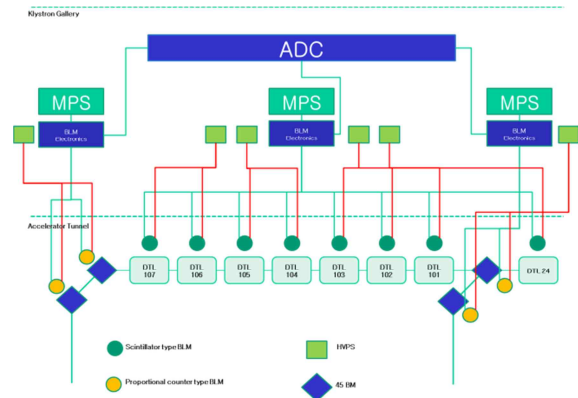 Klystron Gallery
ADC
MPS
MPS
MPS
BLM
Electronics
BLM
Electronics
BLM
Electronics
Accelerator Tunnel
DTL
107
DTL
106
DTL
105
DTL
104
DTL
103
DTL
102
DTL
101
DTL 24
Scintillator type BLM
HVPS
Proportional counter type BLM
45 BM